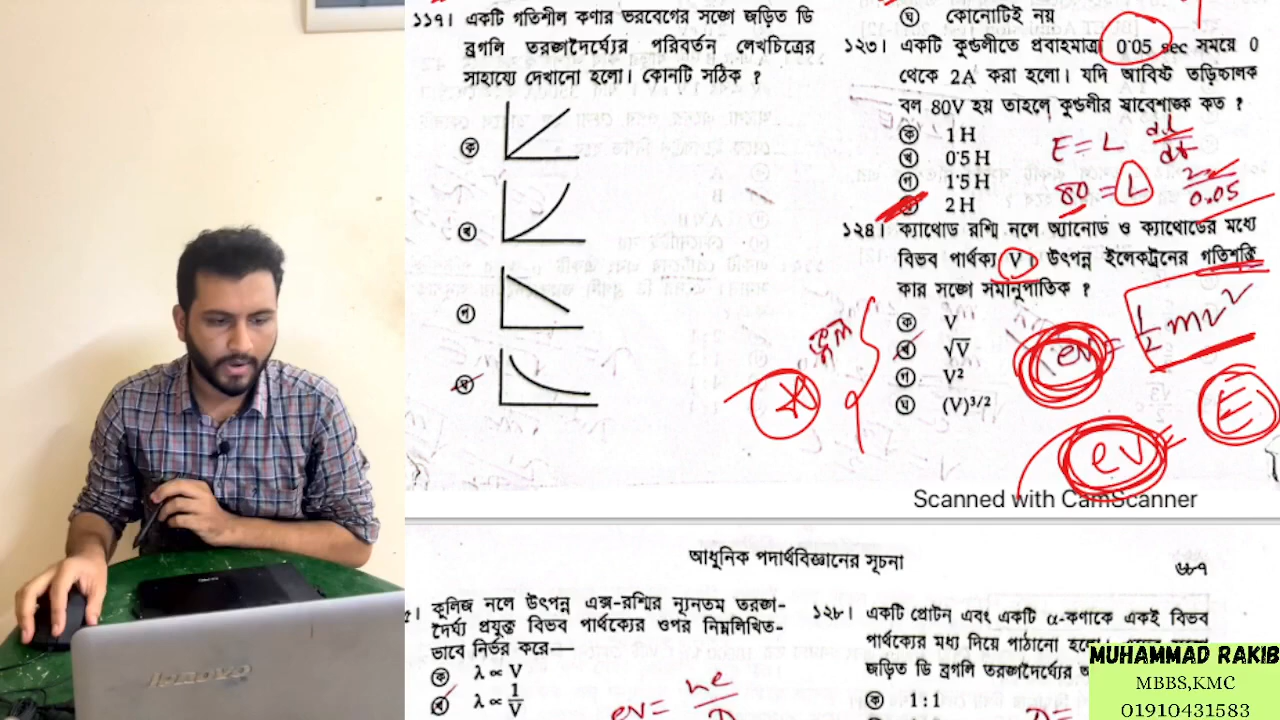 ১১৭। একটি গতিশীল কণার ভরবেগের সঙ্গে জড়িত ডি
ব্রগলি তরঙ্গদৈর্ঘ্যের পরিবর্তন লেখচিত্রের
সাহায্যে দেখানো হলো। কোনটি সঠিক ?
ক
খ
গ
ঘ
ঘ কোনোটিই নয়
১২৩। একটি কুণ্ডলীতে প্রবাহমাত্রা 0.05 sec সময়ে 0
থেকে 2A করা হলো। যদি আবিষ্ট তড়িচ্চালক
বল 80V হয় তাহলে কুণ্ডলীর স্বাবেশাঙ্ক কত ?
ক 1 H
খ 0.5 H
গ 1.5 H
2 H
E = L dI/dt
80 = L 2/0.05
১২৪। ক্যাথোড রশ্মি নলে অ্যানোড ও ক্যাথোডের মধ্যে
বিভব পার্থক্য V। উৎপন্ন ইলেকট্রনের গতিশক্তি
কার সঙ্গে সমানুপাতিক ?
ক V
খ √V
গ V²
ঘ (V)^3/2
ভুল
eV = 1/2 mv²
eV = E
Scanned with CamScanner
আধুনিক পদার্থবিজ্ঞানের সূচনা
৬৮৭
কুলিজ নলে উৎপন্ন এক্স-রশ্মির ন্যূনতম তরঙ্গ-
দৈর্ঘ্য প্রযুক্ত বিভব পার্থক্যের ওপর নিম্নলিখিত-
ভাবে নির্ভর করে—
ক λ ∝ V
খ λ ∝ 1/V
eV =
১২৮। একটি প্রোটন এবং একটি α-কণাকে একই বিভব
পার্থক্যের মধ্য দিয়ে পাঠানো হলো।
জড়িত ডি ব্রগলি তরঙ্গদৈর্ঘ্যের
ক 1 : 1
MUHAMMAD RAKIB
MBBS,KMC
01910431583
lenovo